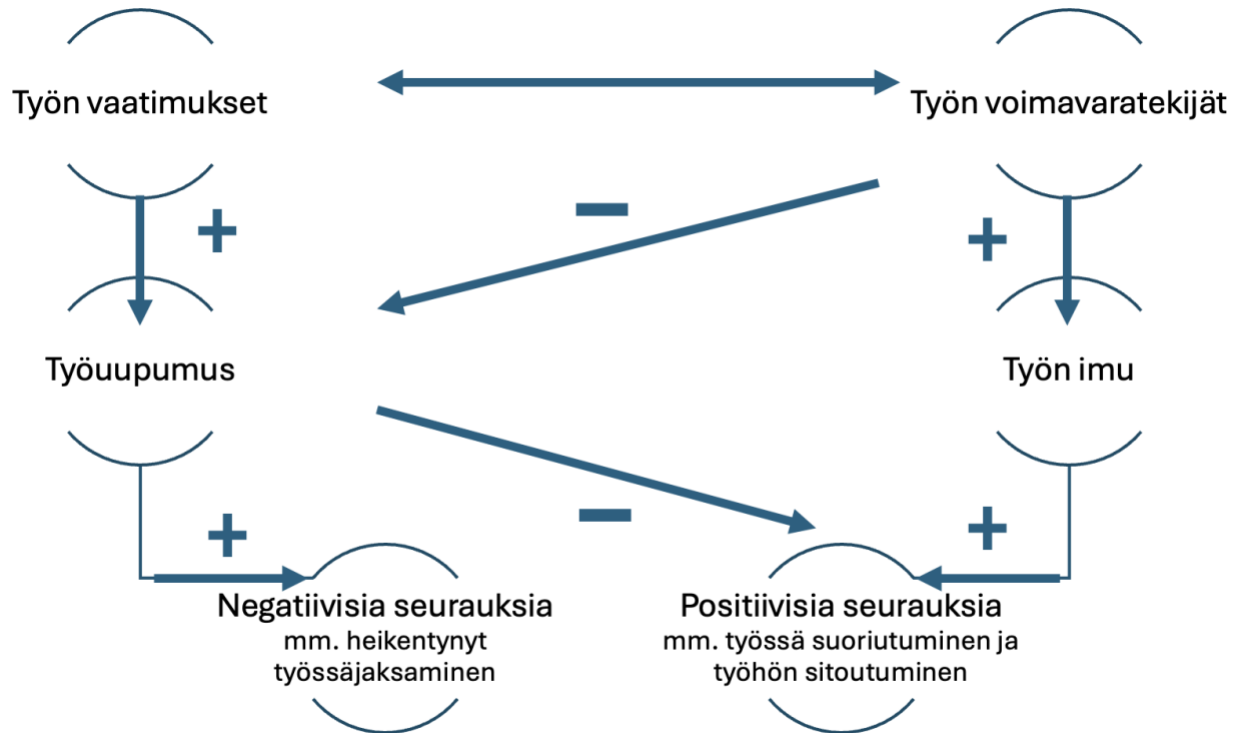 Työn vaatimukset
Työn voimavaratekijät
+
−
+
Työuupumus
Työn imu
+
−
+
Negatiivisia seurauksia
mm. heikentynyt
työssäjaksaminen
Positiivisia seurauksia
mm. työssä suoriutuminen ja
työhön sitoutuminen